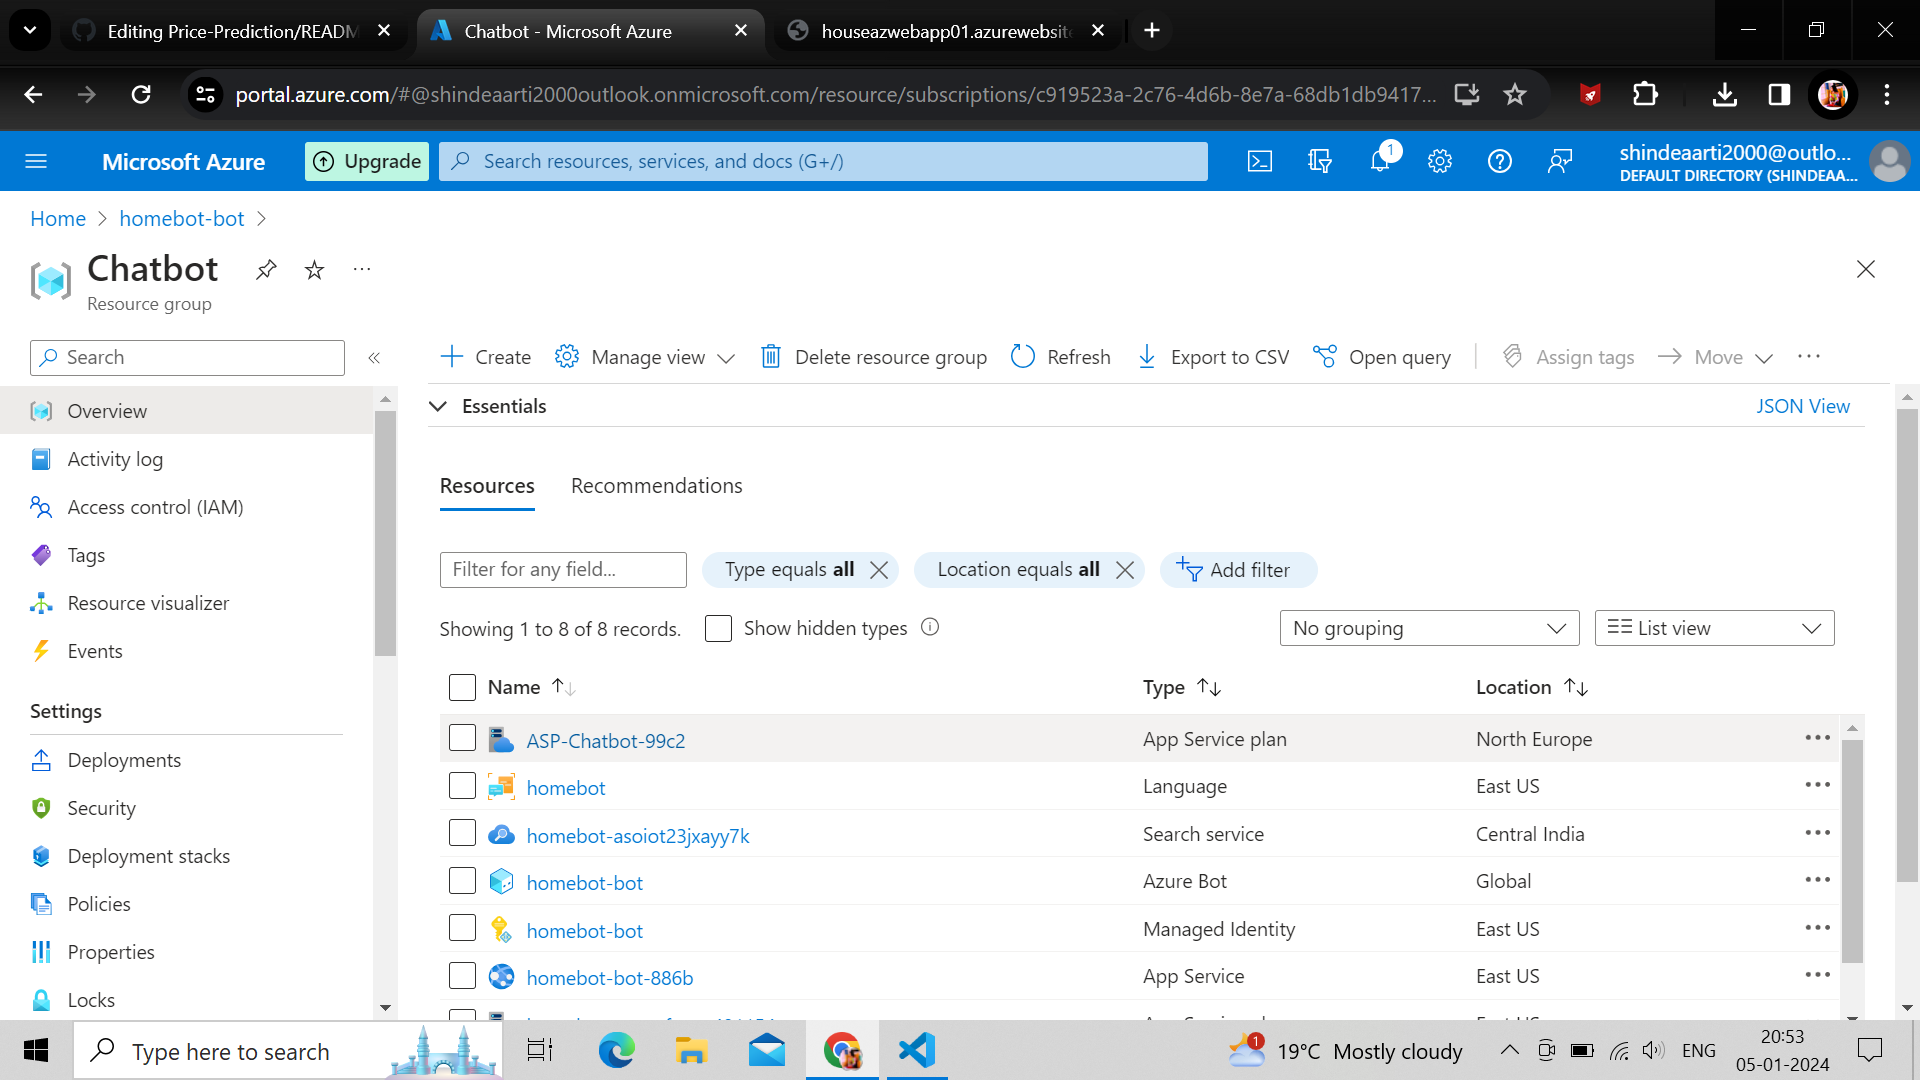 Editing Price-Prediction/READM
Chatbot - Microsoft Azure
houseazwebapp01.azurewebsite
portal.azure.com/#@shindeaarti2000outlook.onmicrosoft.com/resource/subscriptions/c919523a-2c76-4d6b-8e7a-68db1db9417...
Microsoft Azure
Upgrade
Search resources, services, and docs (G+/)
1
shindeaarti2000@outlo...
DEFAULT DIRECTORY (SHINDEAA...
Home > homebot-bot >
Chatbot
Resource group
Search
Create
Manage view
Delete resource group
Refresh
Export to CSV
Open query
Assign tags
Move
Essentials
JSON View
Overview
Activity log
Access control (IAM)
Tags
Resource visualizer
Events
Settings
Deployments
Security
Deployment stacks
Policies
Properties
Locks
Resources
Recommendations
Filter for any field...
Type equals all
Location equals all
Add filter
Showing 1 to 8 of 8 records.
Show hidden types
No grouping
List view
Name Type Location
ASP-Chatbot-99c2 App Service plan North Europe
homebot Language East US
homebot-asoiot23jxayy7k Search service Central India
homebot-bot Azure Bot Global
homebot-bot Managed Identity East US
homebot-bot-886b App Service East US
Type here to search
1
19°C Mostly cloudy
ENG
20:53
05-01-2024